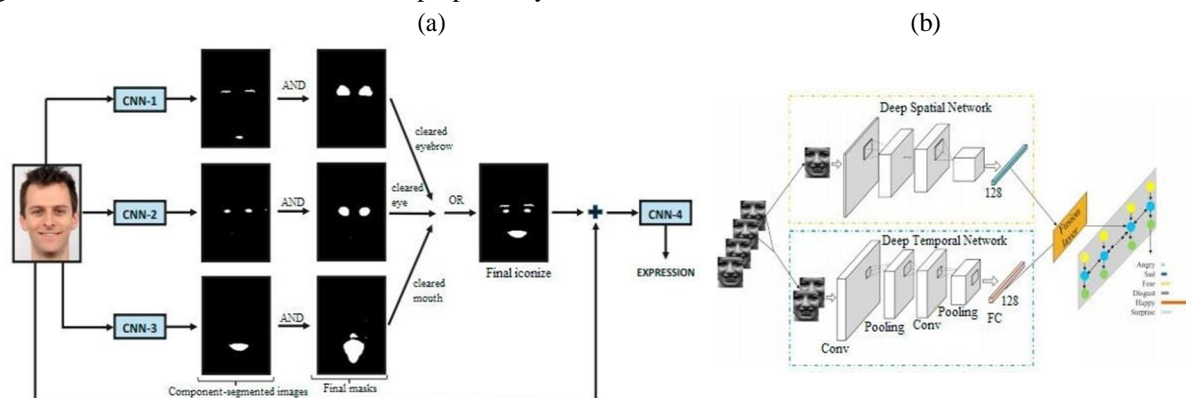 (a)
(b)
CNN-1
AND
cleared
eyebrow
CNN-2
AND
cleared
eye
OR
CNN-4
Final iconize
EXPRESSION
cleared
mouth
CNN-3
AND
Component-segmented images
Final masks
Deep Spatial Network
128
Deep Temporal Network
Conv
Pooling
Conv
Pooling
FC
128
Fusion
layer
Angry
Sad
Fear
Disgust
Happy
Surprise